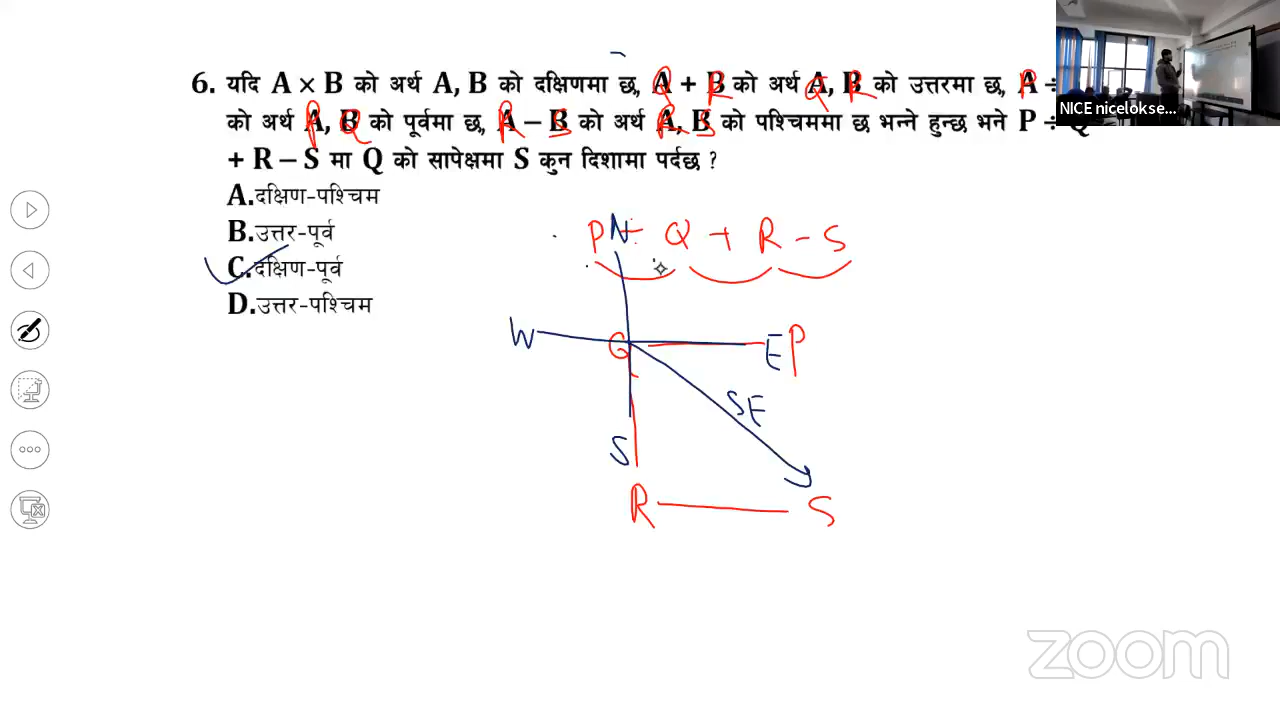 6. यदि A × B को अर्थ A, B को दक्षिणमा छ, A + B को अर्थ A, B को उत्तरमा छ, A ÷
को अर्थ A, B को पूर्वमा छ, A – B को अर्थ A, B को पश्चिममा छ भन्ने हुन्छ भने P ÷ Q
+ R – S मा Q को सापेक्षमा S कुन दिशामा पर्दछ ?
A. दक्षिण-पश्चिम
B. उत्तर-पूर्व
C. दक्षिण-पूर्व
D. उत्तर-पश्चिम
Q R Q R P
P Q R S R S
P ÷ Q + R - S
N
W Q E P
SE
S
R S
NICE nicelokse...
zoom